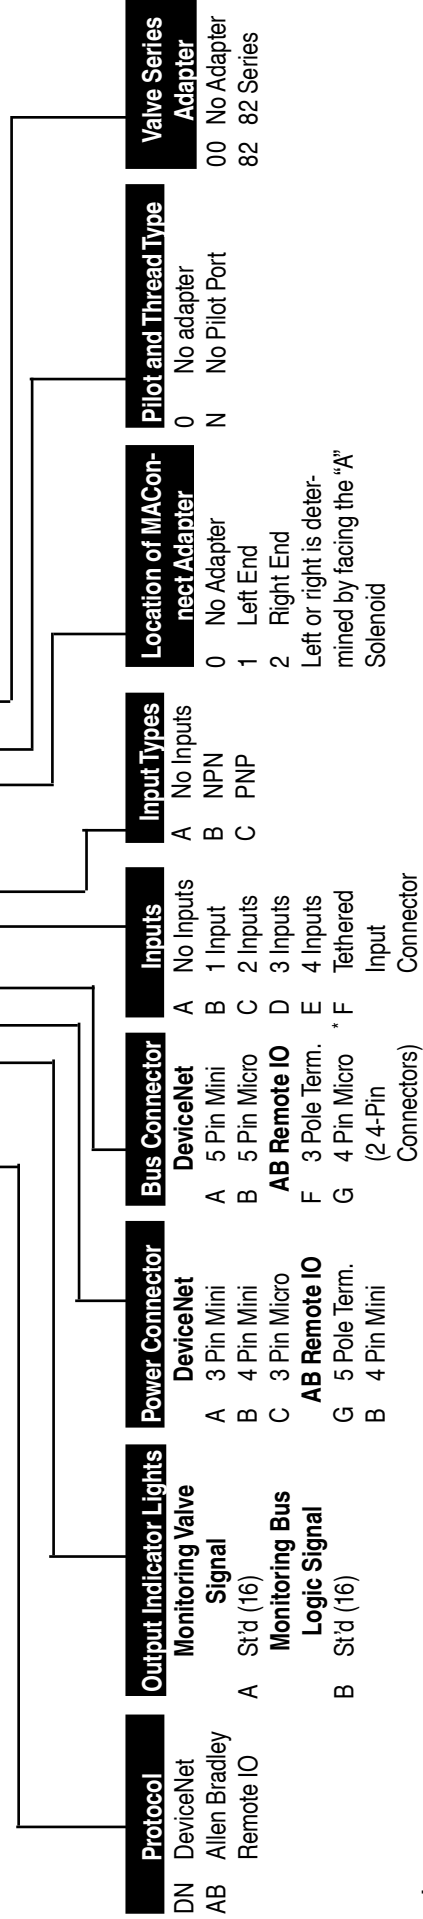 Protocol
DN DeviceNet
AB Allen Bradley
Remote IO
Output Indicator Lights
Monitoring Valve
Signal
A St’d (16)
Monitoring Bus
Logic Signal
B St’d (16)
Power Connector
DeviceNet
A 3 Pin Mini
B 4 Pin Mini
C 3 Pin Micro
AB Remote IO
G 5 Pole Term.
B 4 Pin Mini
Bus Connector
DeviceNet
A 5 Pin Mini
B 5 Pin Micro
AB Remote IO
F 3 Pole Term.
G 4 Pin Micro
(2 4-Pin
Connectors)
Inputs
A No Inputs
B 1 Input
C 2 Inputs
D 3 Inputs
E 4 Inputs
* F Tethered
Input
Connector
Input Types
A No Inputs
B NPN
C PNP
Location of MACon-
nect Adapter
0 No Adapter
1 Left End
2 Right End
Left or right is deter-
mined by facing the “A”
Solenoid
Pilot and Thread Type
0 No adapter
N No Pilot Port
Valve Series
Adapter
00 No Adapter
82 82 Series